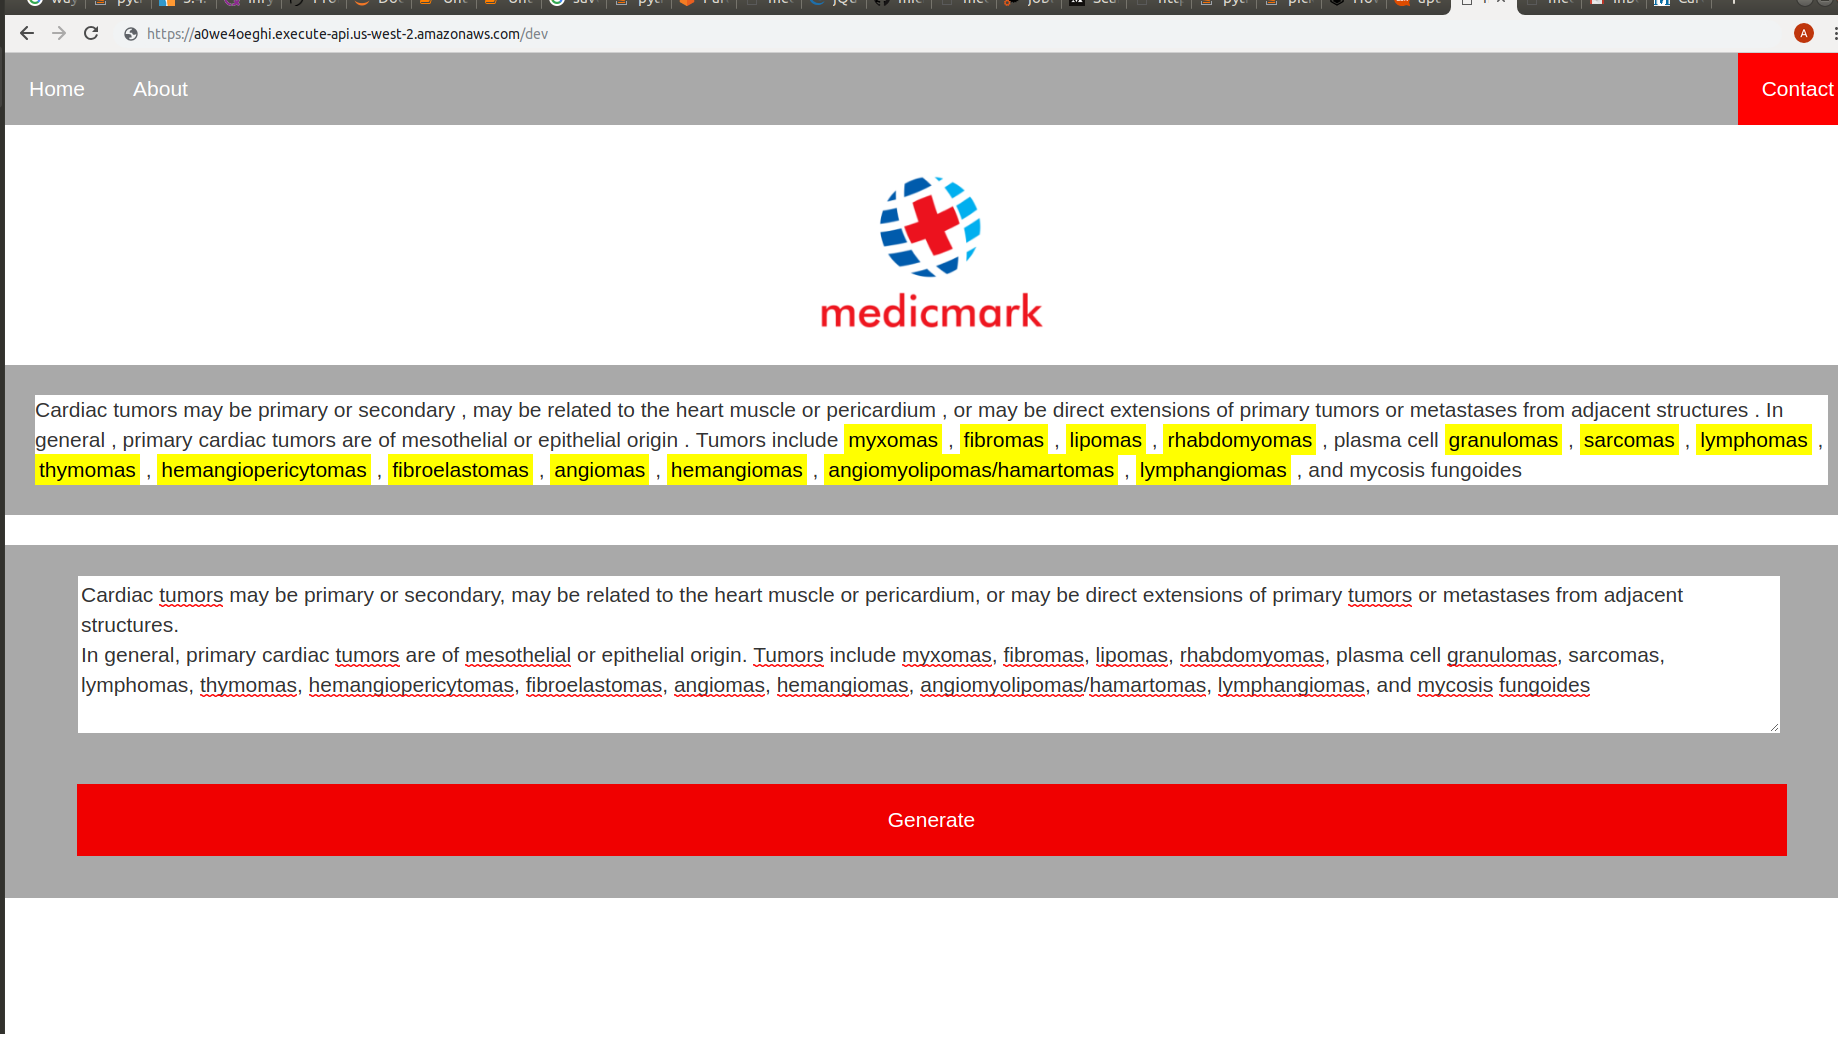 https://a0we4oeghi.execute-api.us-west-2.amazonaws.com/dev
A
Home About Contact
medicmark
Cardiac tumors may be primary or secondary , may be related to the heart muscle or pericardium , or may be direct extensions of primary tumors or metastases from adjacent structures . In
general , primary cardiac tumors are of mesothelial or epithelial origin . Tumors include myxomas , fibromas , lipomas , rhabdomyomas , plasma cell granulomas , sarcomas , lymphomas ,
thymomas , hemangiopericytomas , fibroelastomas , angiomas , hemangiomas , angiomyolipomas/hamartomas , lymphangiomas , and mycosis fungoides
Cardiac tumors may be primary or secondary, may be related to the heart muscle or pericardium, or may be direct extensions of primary tumors or metastases from adjacent
structures.
In general, primary cardiac tumors are of mesothelial or epithelial origin. Tumors include myxomas, fibromas, lipomas, rhabdomyomas, plasma cell granulomas, sarcomas,
lymphomas, thymomas, hemangiopericytomas, fibroelastomas, angiomas, hemangiomas, angiomyolipomas/hamartomas, lymphangiomas, and mycosis fungoides
Generate